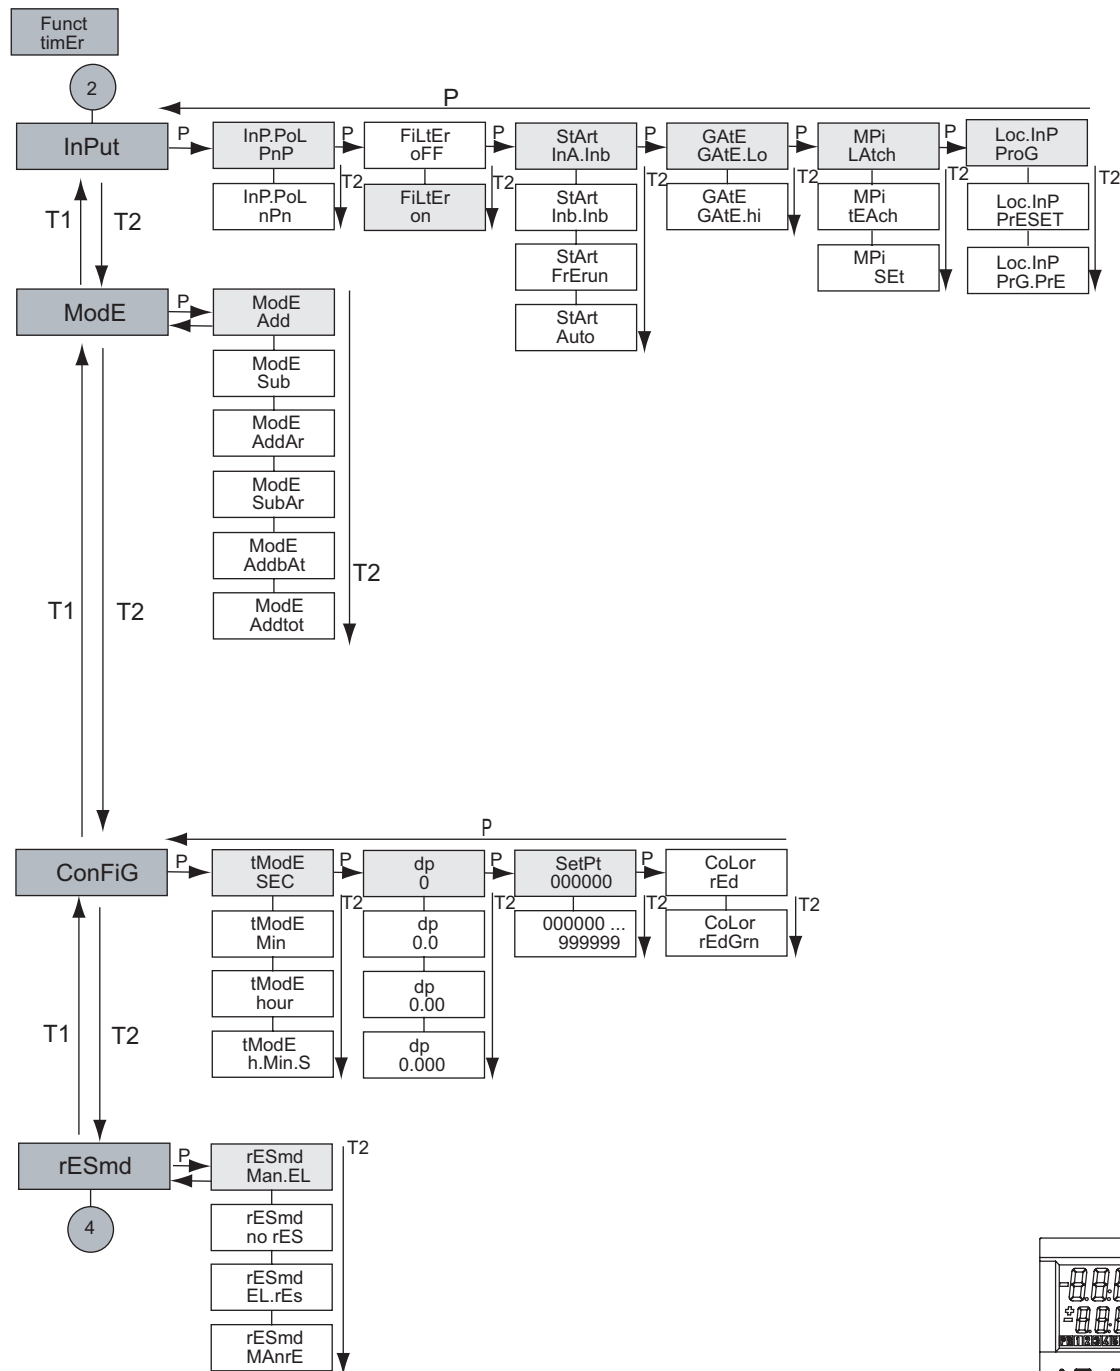 Funct
timEr
2
P
InPut
P
InP.PoL
PnP
P
FiLtEr
oFF
P
StArt
InA.Inb
P
GAtE
GAtE.Lo
P
MPi
LAtch
P
Loc.InP
ProG
T2
InP.PoL
nPn
T2
FiLtEr
on
T2
StArt
Inb.Inb
T2
GAtE
GAtE.hi
T2
MPi
tEAch
T2
Loc.InP
PrESET
StArt
FrErun
MPi
SEt
Loc.InP
PrG.PrE
StArt
Auto
T1
T2
ModE
P
ModE
Add
ModE
Sub
ModE
AddAr
ModE
SubAr
ModE
AddbAt
ModE
Addtot
T2
T1
T2
P
ConFiG
P
tModE
SEC
P
dp
0
P
SetPt
000000
P
CoLor
rEd
T2
T2
T2
T2
tModE
Min
dp
0.0
000000 ...
999999
CoLor
rEdGrn
tModE
hour
dp
0.00
tModE
h.Min.S
dp
0.000
T1
T2
rESmd
P
rESmd
Man.EL
T2
rESmd
no rES
rESmd
EL.rEs
rESmd
MAnrE
4